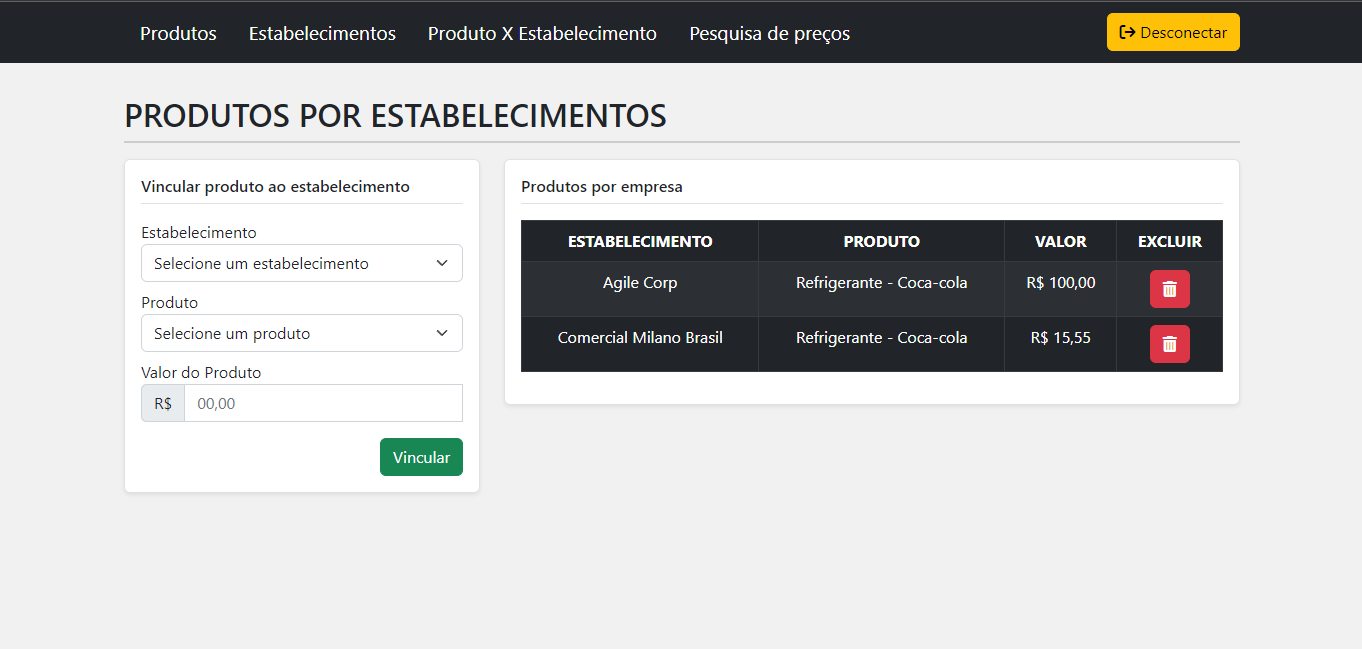 Produtos Estabelecimentos Produto X Estabelecimento Pesquisa de preços Desconectar
PRODUTOS POR ESTABELECIMENTOS
Vincular produto ao estabelecimento
Estabelecimento
Selecione um estabelecimento
Produto
Selecione um produto
Valor do Produto
R$ 00,00
Vincular
Produtos por empresa
ESTABELECIMENTO PRODUTO VALOR EXCLUIR
Agile Corp Refrigerante - Coca-cola R$ 100,00
Comercial Milano Brasil Refrigerante - Coca-cola R$ 15,55